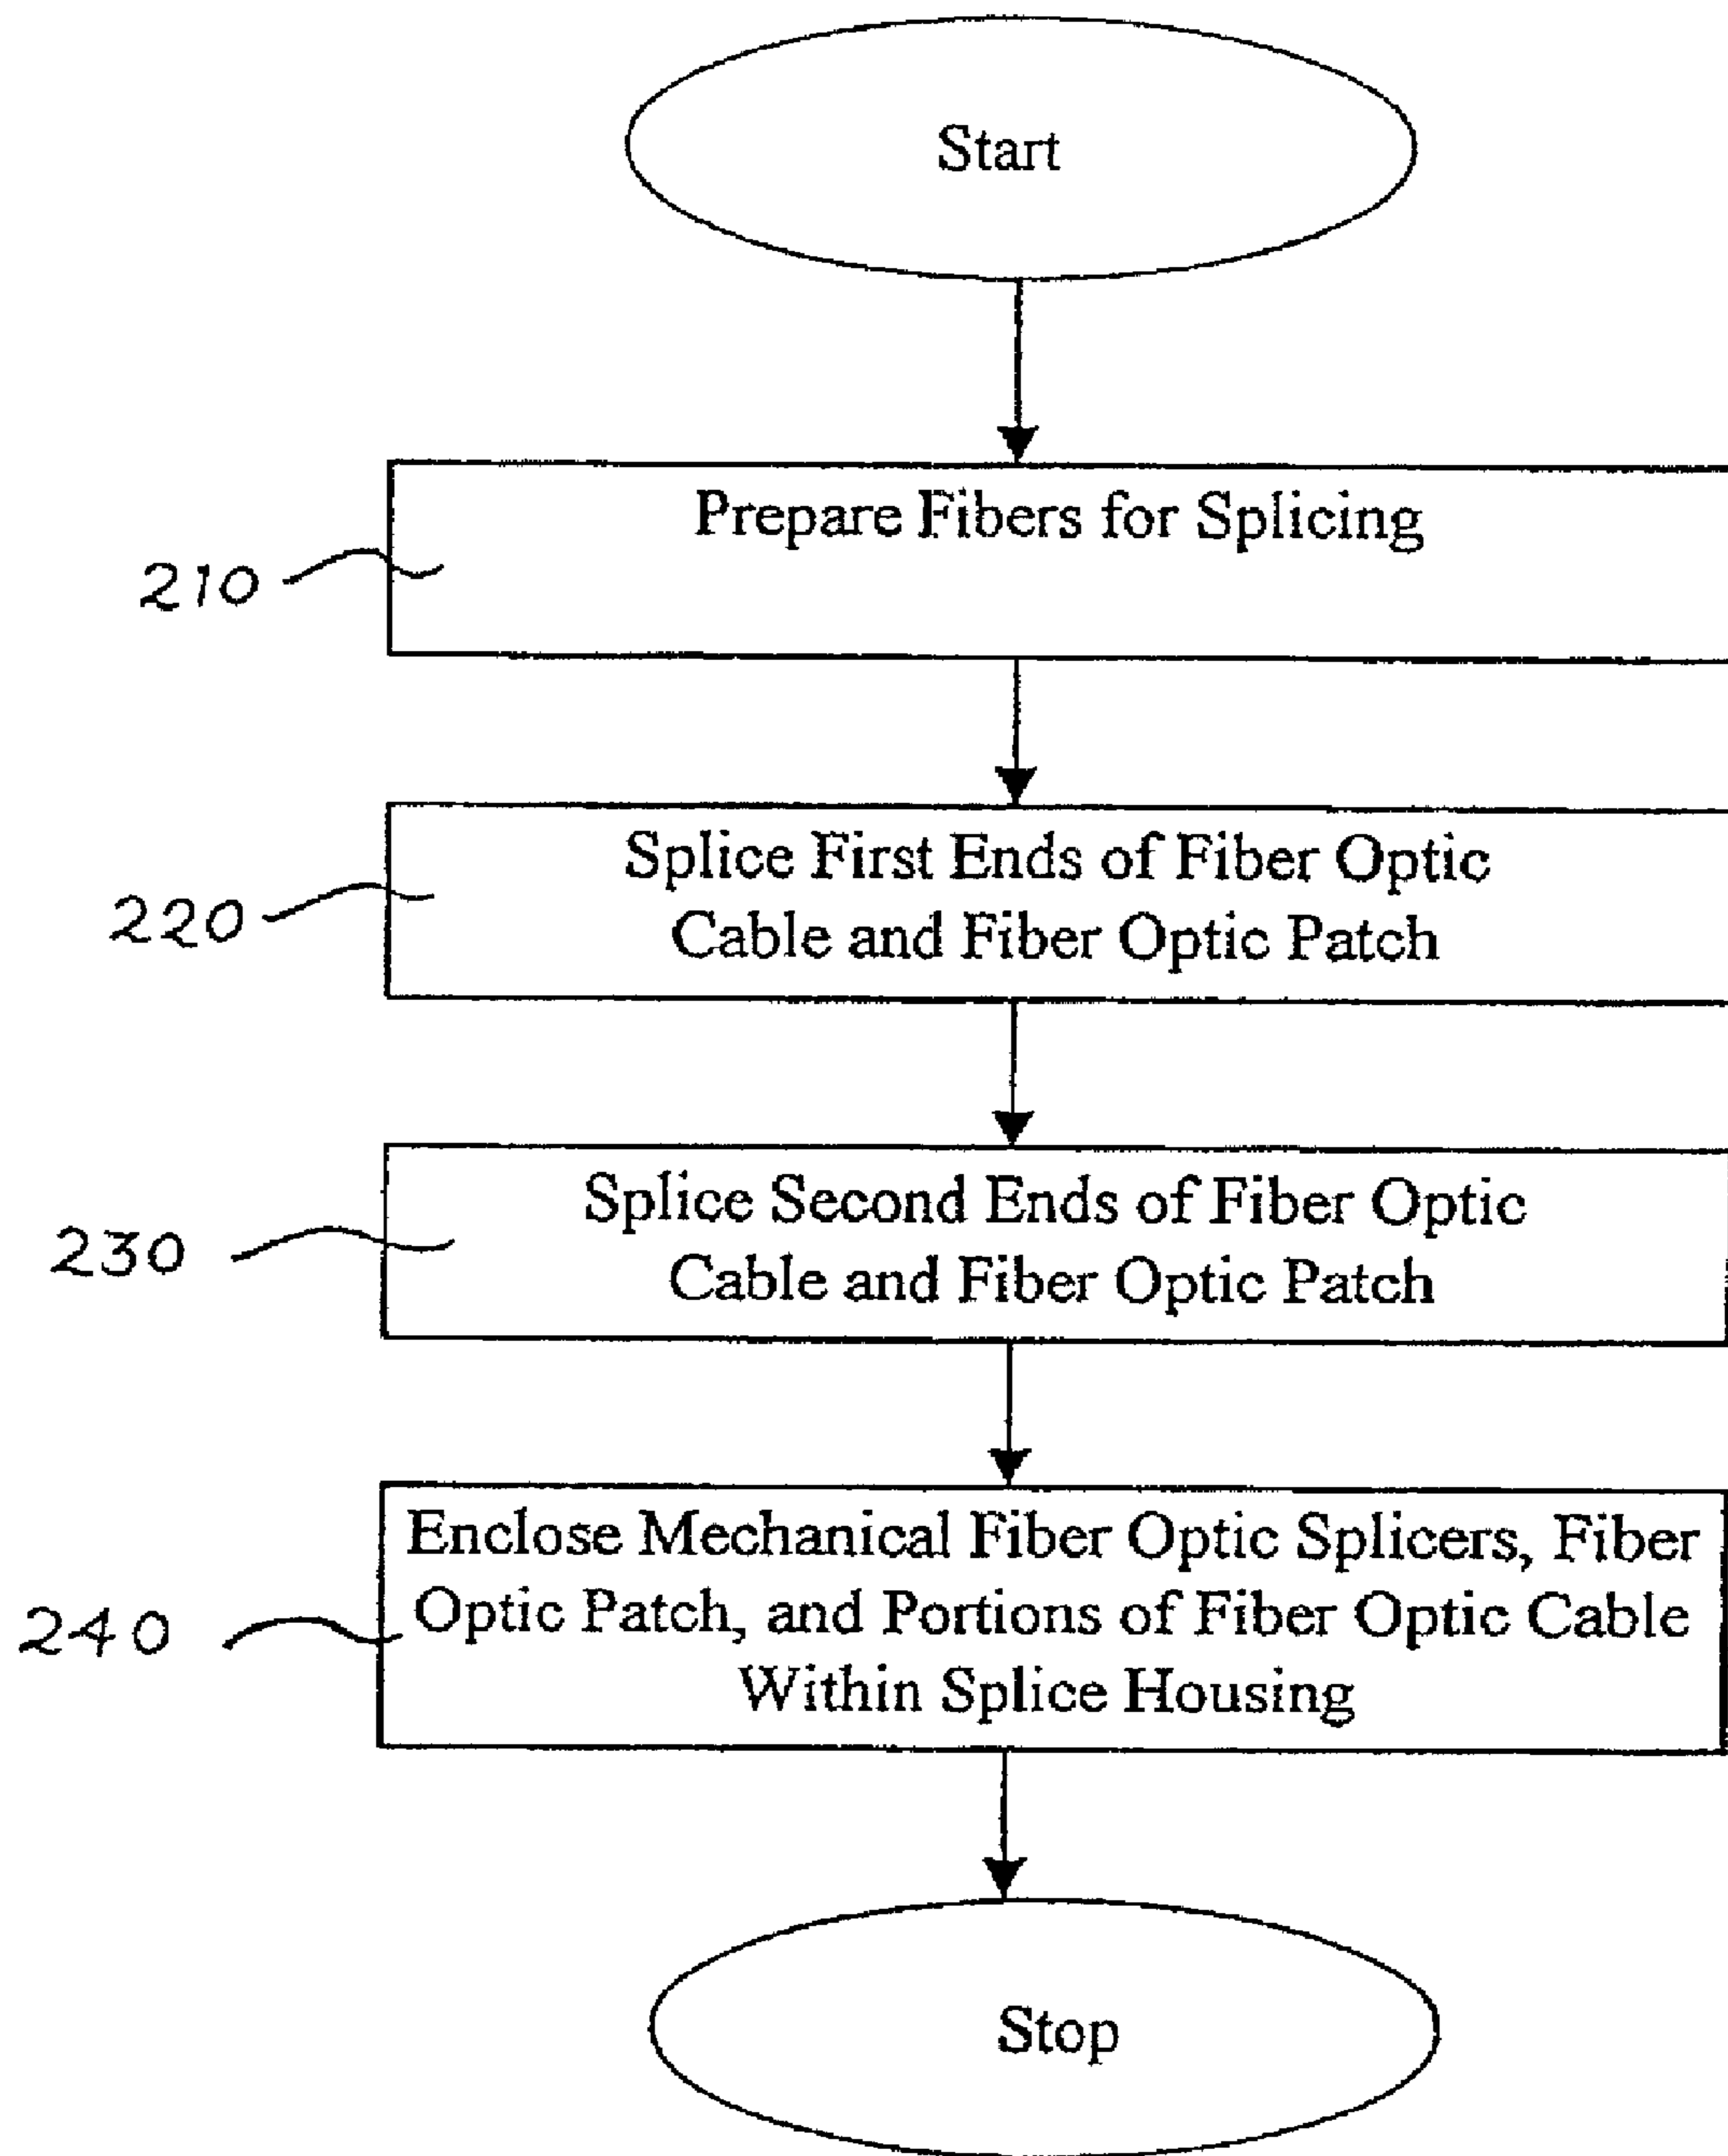 Start
Prepare Fibers for Splicing
210
Splice First Ends of Fiber Optic
Cable and Fiber Optic Patch
220
Splice Second Ends of Fiber Optic
Cable and Fiber Optic Patch
230
Enclose Mechanical Fiber Optic Splicers, Fiber
Optic Patch, and Portions of Fiber Optic Cable
Within Splice Housing
240
Stop